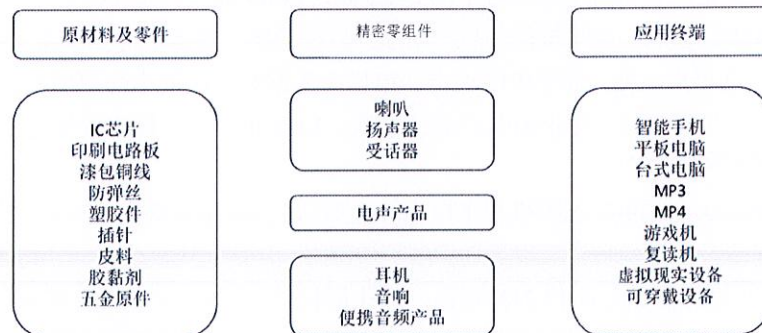 原材料及零件
精密零组件
应用终端
IC芯片
印刷电路板
漆包铜线
防弹丝
塑胶件
插针
皮料
胶黏剂
五金原件
喇叭
扬声器
受话器
电声产品
耳机
音响
便携音频产品
智能手机
平板电脑
台式电脑
MP3
MP4
游戏机
复读机
虚拟现实设备
可穿戴设备